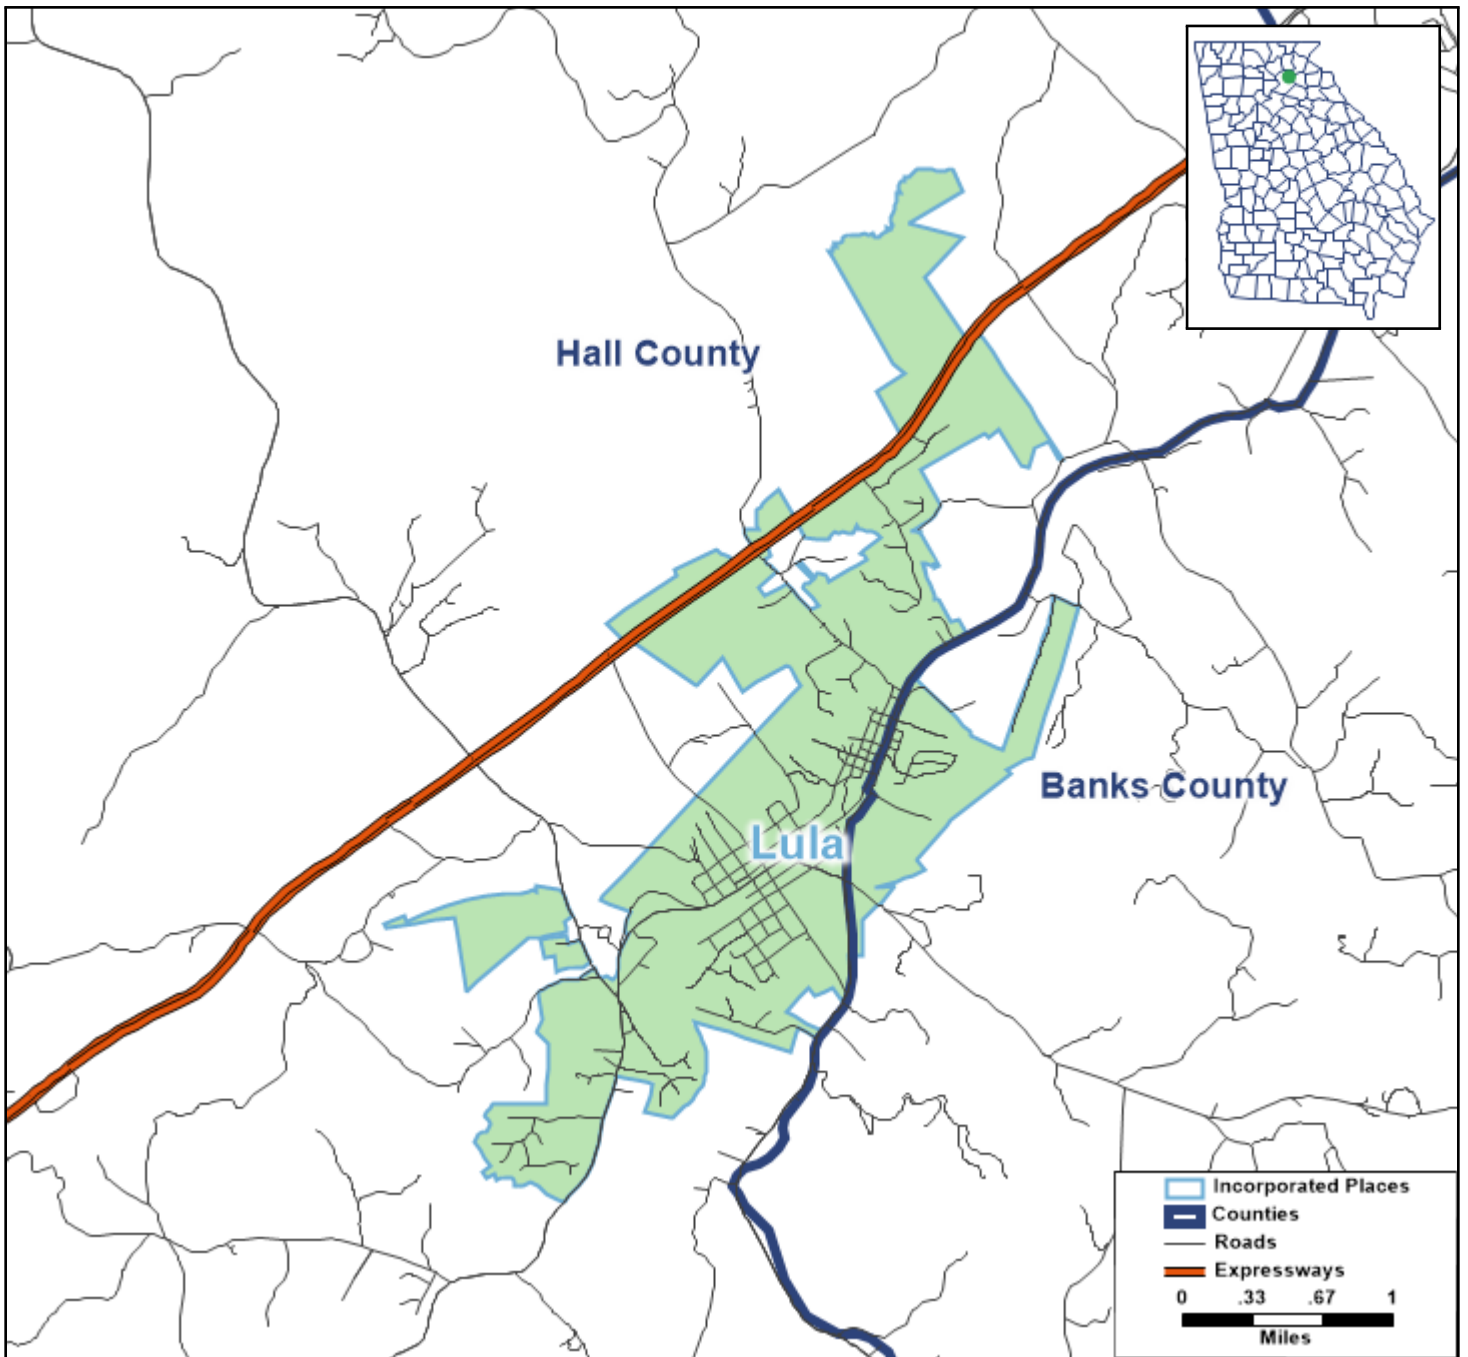 Hall County
Banks County
Lula
Incorporated Places
Counties
Roads
Expressways
0 .33 .67 1
Miles